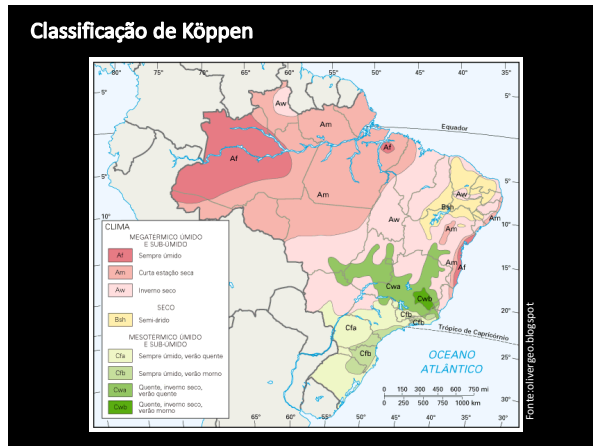 Classificação de Köppen
80° 75° 70° 65° 60° 55° 50° 45° 40° 35°
5° 5°
Aw
Am
Equador
Af Af
5° 5°
Am Aw Aw
Bsh Am
10° 10°
Am
CLIMA
MEGATÉRMICO ÚMIDO
E SUB-ÚMIDO
Af Sempre úmido
Am Curta estação seca
Aw Inverno seco
SECO
Bsh Semi-árido
MESOTÉRMICO ÚMIDO
E SUB-UMIDO
Cfa Sempre úmido, verão quente
Cfb Sempre úmido, verão morno
Cwa Quente, inverno seco,
verão quente
Cwb Quente, inverno seco,
verão morno
Am Af
15°
Cwa
Cwb
20°
Cfb
Cfb
Cfa
Trópico de Capricórnio
Cfb
25°
OCEANO
ATLÂNTICO
0 150 300 450 600 750 mi
0 500 1000 km
30°
65° 60° 55° 50° 45° 40° 35°
Fonte:olivergeo.blogspot